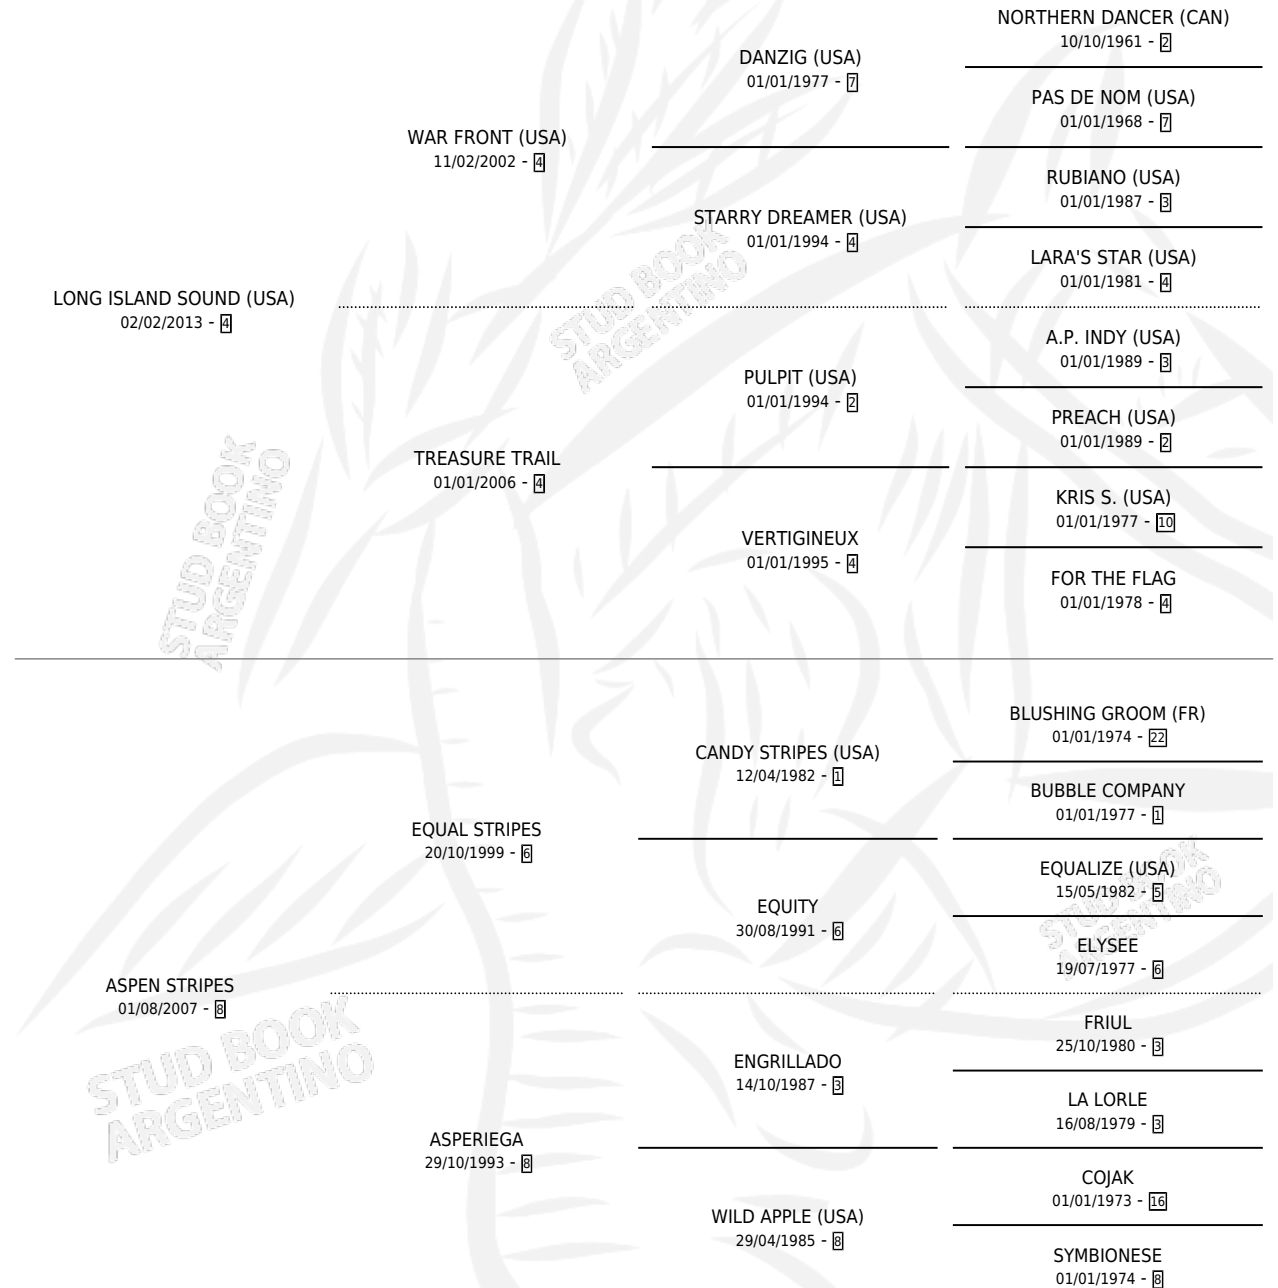 NORTHERN DANCER (CAN)
10/10/1961 - 2
DANZIG (USA)
01/01/1977 - 7
PAS DE NOM (USA)
01/01/1968 - 7
WAR FRONT (USA)
11/02/2002 - 4
RUBIANO (USA)
01/01/1987 - 3
STARRY DREAMER (USA)
01/01/1994 - 4
LARA'S STAR (USA)
01/01/1981 - 4
LONG ISLAND SOUND (USA)
02/02/2013 - 4
STUD BOOK
ARGENTINO
A.P. INDY (USA)
01/01/1989 - 3
PULPIT (USA)
01/01/1994 - 2
PREACH (USA)
01/01/1989 - 2
TREASURE TRAIL
01/01/2006 - 4
KRIS S. (USA)
01/01/1977 - 10
VERTIGINEUX
01/01/1995 - 4
FOR THE FLAG
01/01/1978 - 4
STUD BOOK
ARGENTINO
BLUSHING GROOM (FR)
01/01/1974 - 22
CANDY STRIPES (USA)
12/04/1982 - 1
BUBBLE COMPANY
01/01/1977 - 1
EQUAL STRIPES
20/10/1999 - 6
EQUALIZE (USA)
15/05/1982 - 5
EQUITY
30/08/1991 - 6
ELYSEE
19/07/1977 - 6
STUD BOOK
ARGENTINO
ASPEN STRIPES
01/08/2007 - 8
FRIUL
25/10/1980 - 3
ENGRILLADO
14/10/1987 - 3
LA LORLE
16/08/1979 - 3
STUD BOOK
ARGENTINO
ASPERIEGA
29/10/1993 - 8
COJAK
01/01/1973 - 16
WILD APPLE (USA)
29/04/1985 - 8
SYMBIONESE
01/01/1974 - 8